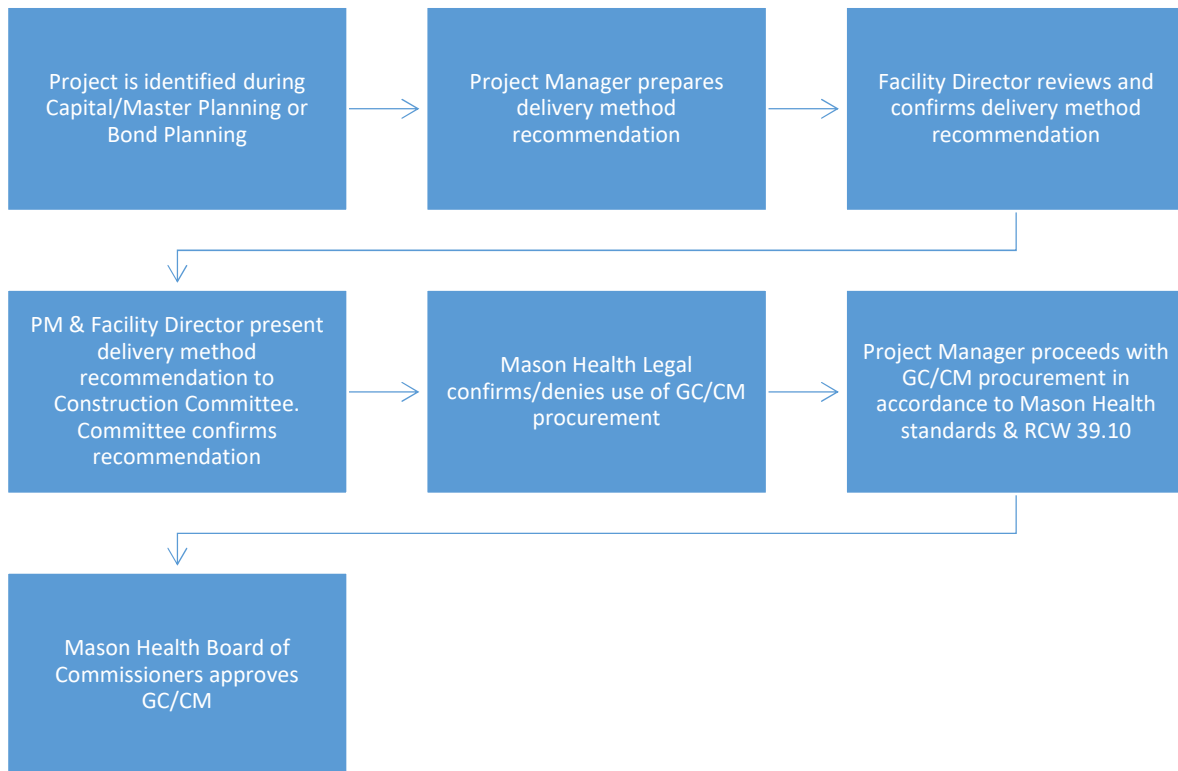 Project is identified during
Capital/Master Planning or
Bond Planning
Project Manager prepares
delivery method
recommendation
Facility Director reviews and
confirms delivery method
recommendation
PM & Facility Director present
delivery method
recommendation to
Construction Committee.
Committee confirms
recommendation
Mason Health Legal
confirms/denies use of GC/CM
procurement
Project Manager proceeds with
GC/CM procurement in
accordance to Mason Health
standards & RCW 39.10
Mason Health Board of
Commissioners approves
GC/CM